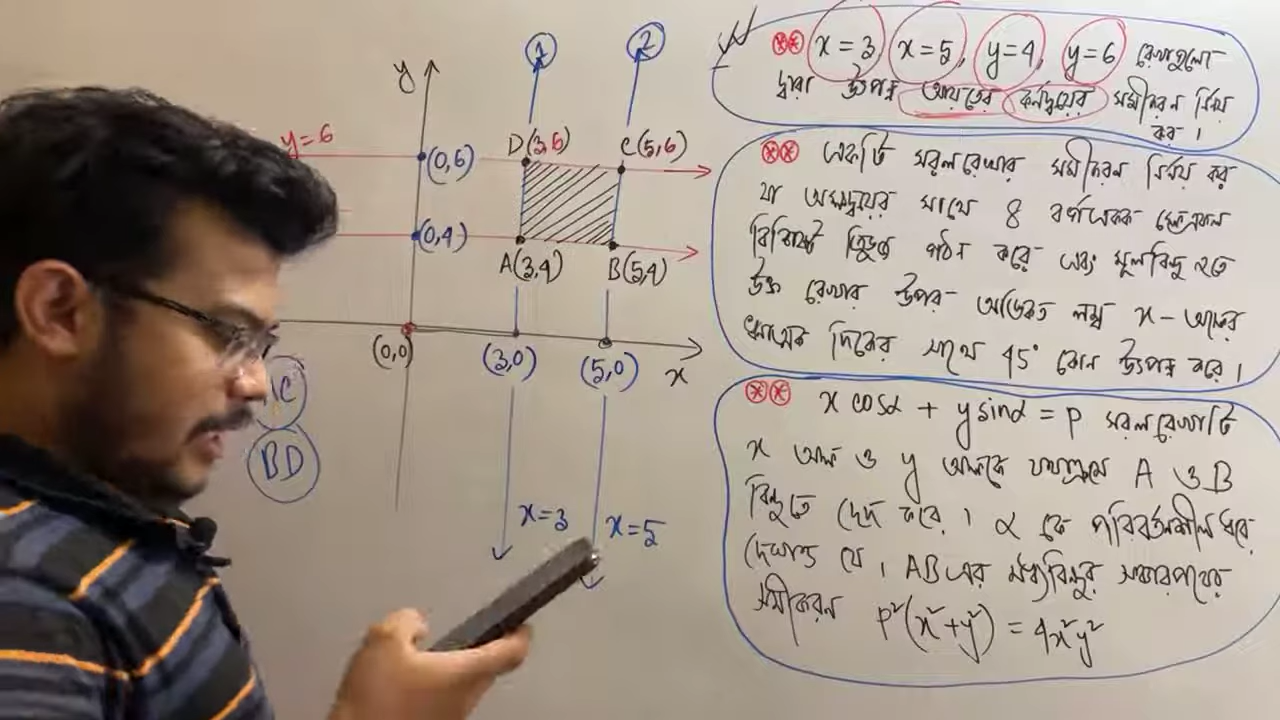 x = 3, x = 5, y = 4, y = 6 রেখাগুলো
দ্বারা উৎপন্ন আয়তের কর্ণদ্বয়ের সমীকরণ নির্ণয়
কর।
একটি সরলরেখার সমীকরণ নির্ণয় কর
যা অক্ষদ্বয়ের সাথে 8 বর্গএকক ক্ষেত্রফল
বিশিষ্ট ত্রিভুজ গঠন করে এবং মূলবিন্দু হতে
উক্ত রেখার উপর অঙ্কিত লম্ব x-অক্ষের
ধনাত্মক দিকের সাথে 45° কোন উৎপন্ন করে।
x cosα + y sinα = P সরলরেখাটি
x অক্ষ ও y অক্ষকে যথাক্রমে A ও B
বিন্দুতে ছেদ করে। α কে পরিবর্তনশীল ধরে
দেখাও যে, AB এর মধ্যবিন্দুর সঞ্চারপথের
সমীকরণ P²(x²+y²) = 4x²y²
1
2
y
y=6
D(3,6)
C(5,6)
(0,6)
(0,4)
A(3,4)
B(5,4)
(0,0)
(3,0)
(5,0)
x
BD
x=3
x=5